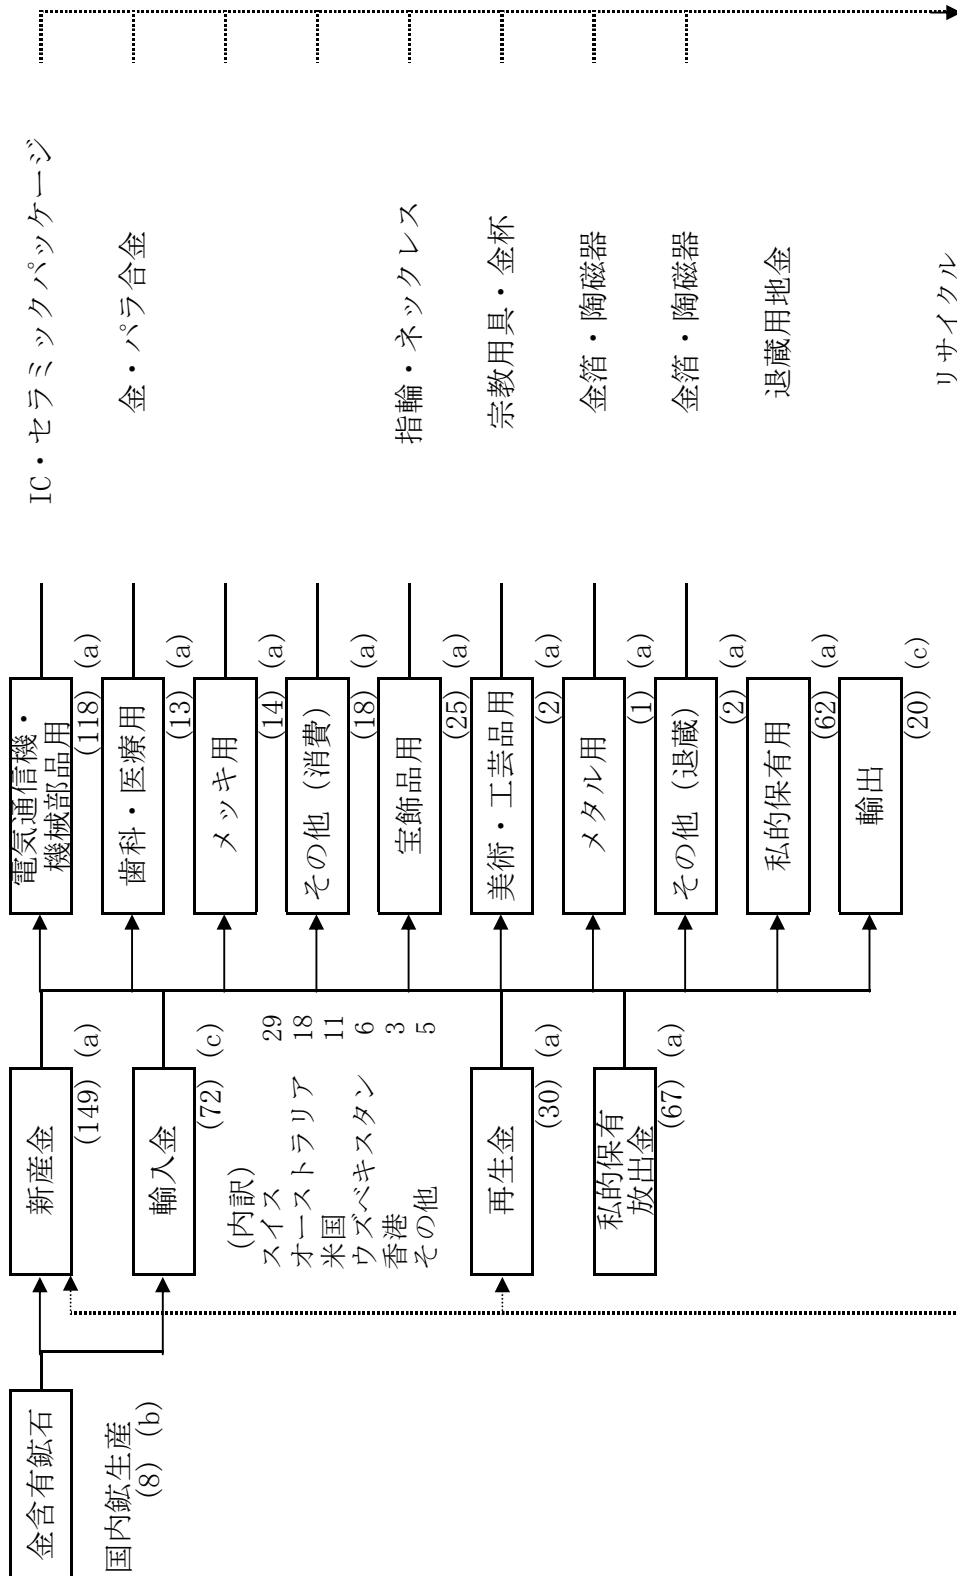 金含有鉱石
国内鉱生産
(8) (b)
新産金
(149) (a)
輸入金
(72) (c)
(内訳)
スイス 29
オーストラリア 18
米国 11
ウズベキスタン 6
香港 3
その他 5
再生金
(30) (a)
私的保有
放出金
(67) (a)
電気通信機・
機械部品用
(118) (a)
IC・セラミックパッケージ
歯科・医療用
(13) (a)
金・パラ合金
メッキ用
(14) (a)
その他 (消費)
(18) (a)
宝飾品用
(25) (a)
指輪・ネックレス
美術・工芸品用
(2) (a)
宗教用具・金杯
メタル用
(1) (a)
金箔・陶磁器
その他 (退蔵)
(2) (a)
金箔・陶磁器
私的保有用
(62) (a)
退蔵用地金
輸出
(20) (c)
リサイクル